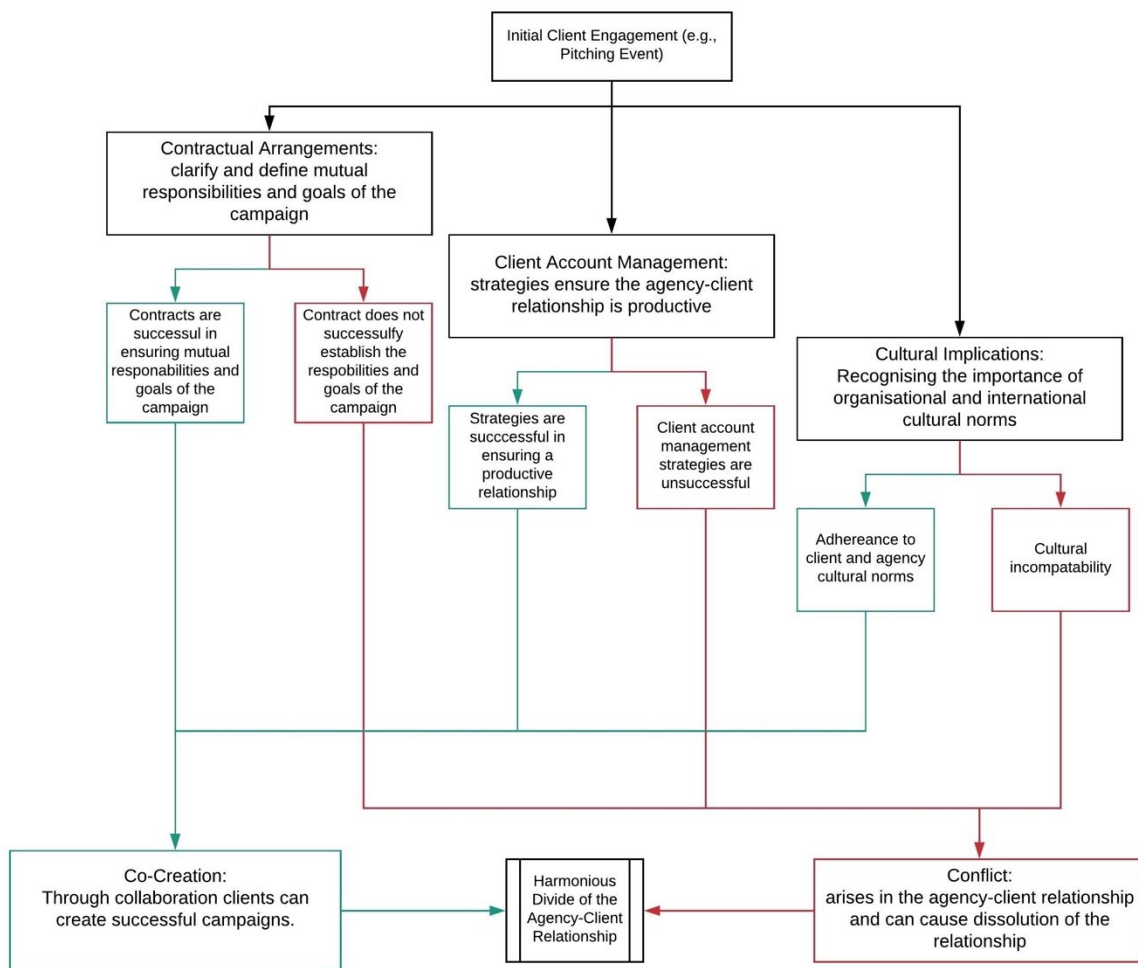 Initial Client Engagement (e.g.,
Pitching Event)
Contractual Arrangements:
clarify and define mutual
responsibilities and goals of the
campaign
Client Account Management:
strategies ensure the agency-client
relationship is productive
Contracts are
successul in
ensuring mutual
responabilities and
goals of the
campaign
Contract does not
successulfy
establish the
respobilities and
goals of the
campaign
Cultural Implications:
Recognising the importance of
organisational and international
cultural norms
Strategies are
succcessful in
ensuring a
productive
relationship
Client account
management
strategies are
unsuccessful
Adhereance to
client and agency
cultural norms
Cultural
incompatability
Co-Creation:
Through collaboration clients can
create successful campaigns.
Harmonious
Divide of the
Agency-Client
Relationship
Conflict:
arises in the agency-client relationship
and can cause dissolution of the
relationship